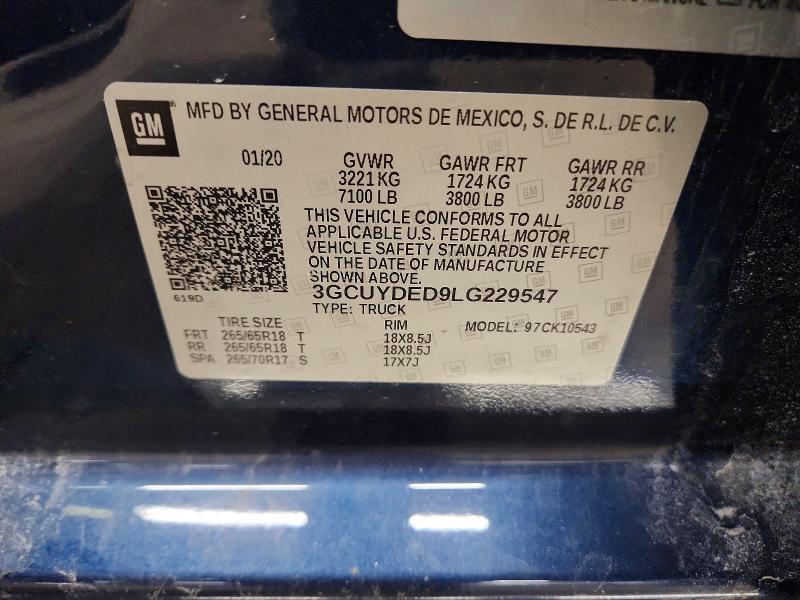 GM
MFD BY GENERAL MOTORS DE MEXICO, S. DE R.L. DE C.V.
01/20 GVWR GAWR FRT GAWR RR
3221 KG 1724 KG 1724 KG
7100 LB 3800 LB 3800 LB
THIS VEHICLE CONFORMS TO ALL
APPLICABLE U.S. FEDERAL MOTOR
VEHICLE SAFETY STANDARDS IN EFFECT
ON THE DATE OF MANUFACTURE
SHOWN ABOVE.
619D
3GCUYDED9LG229547
TYPE: TRUCK
TIRE SIZE RIM MODEL: 97CK10543
FRT 265/65R18 T 18X8.5J
RR 265/65R18 T 18X8.5J
SPA 265/70R17 S 17X7J